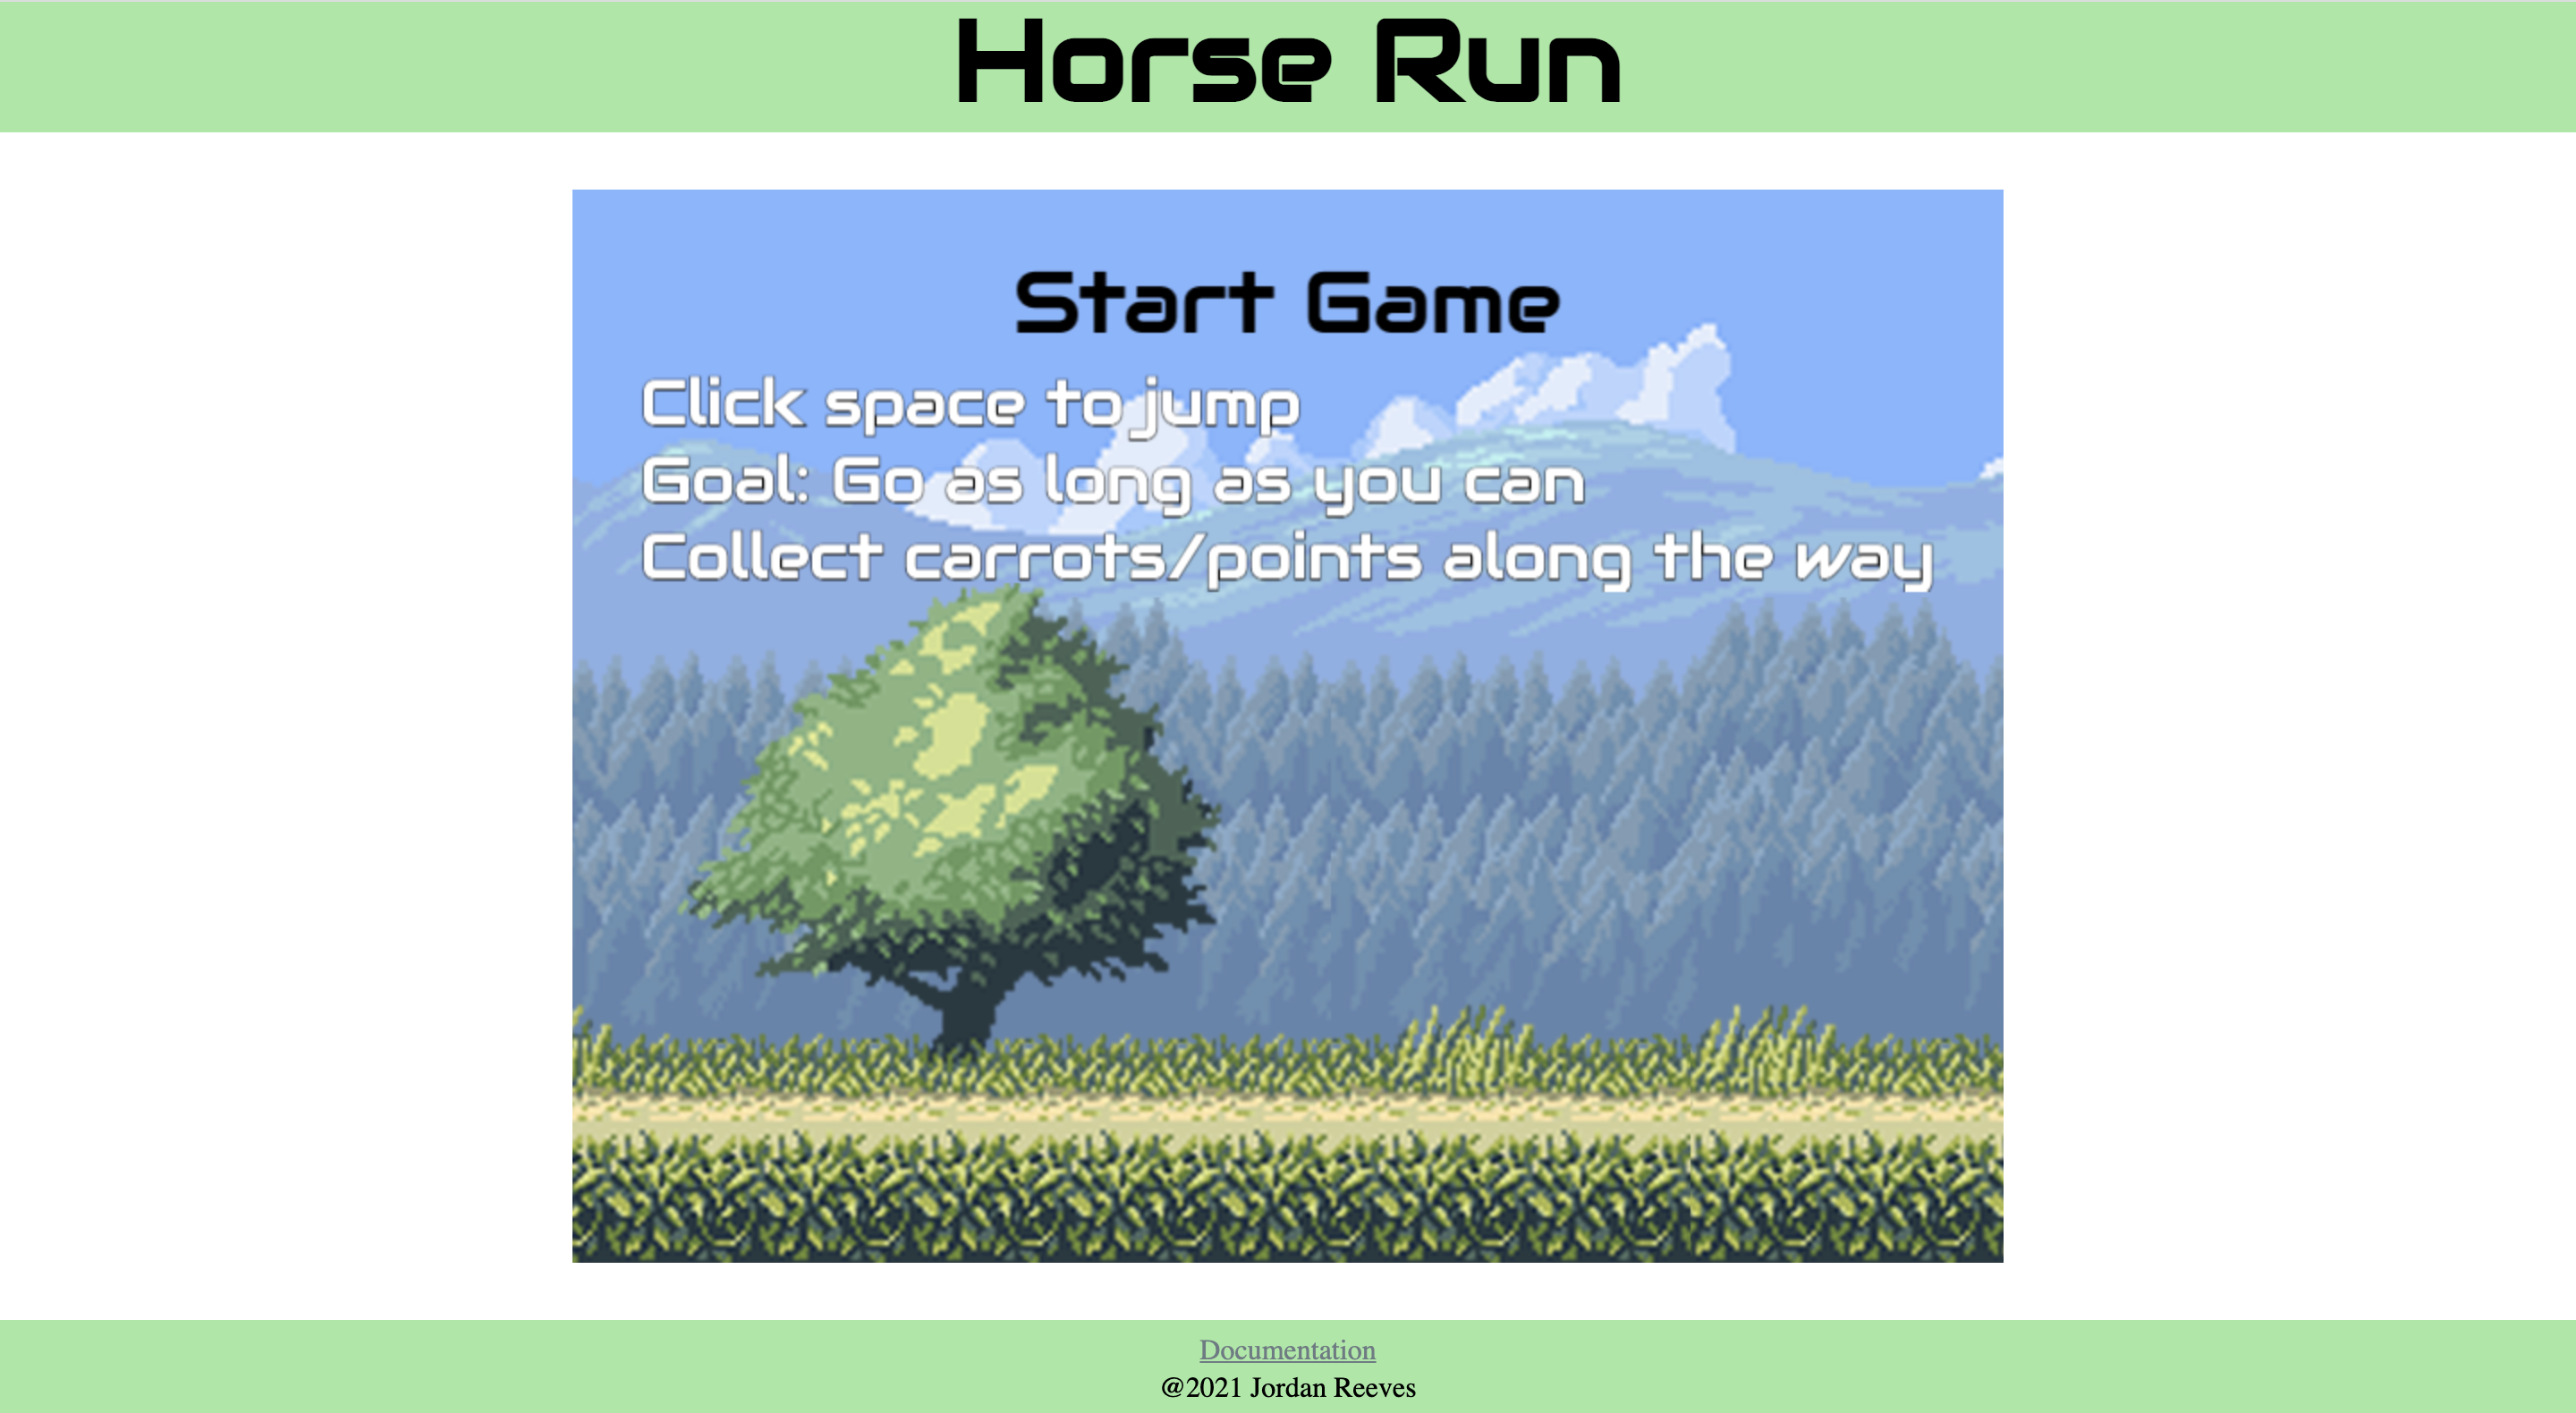 Horse Run
Start Game
Click space to jump
Goal: Go as long as you can
Collect carrots/points along the way
Documentation
@2021 Jordan Reeves